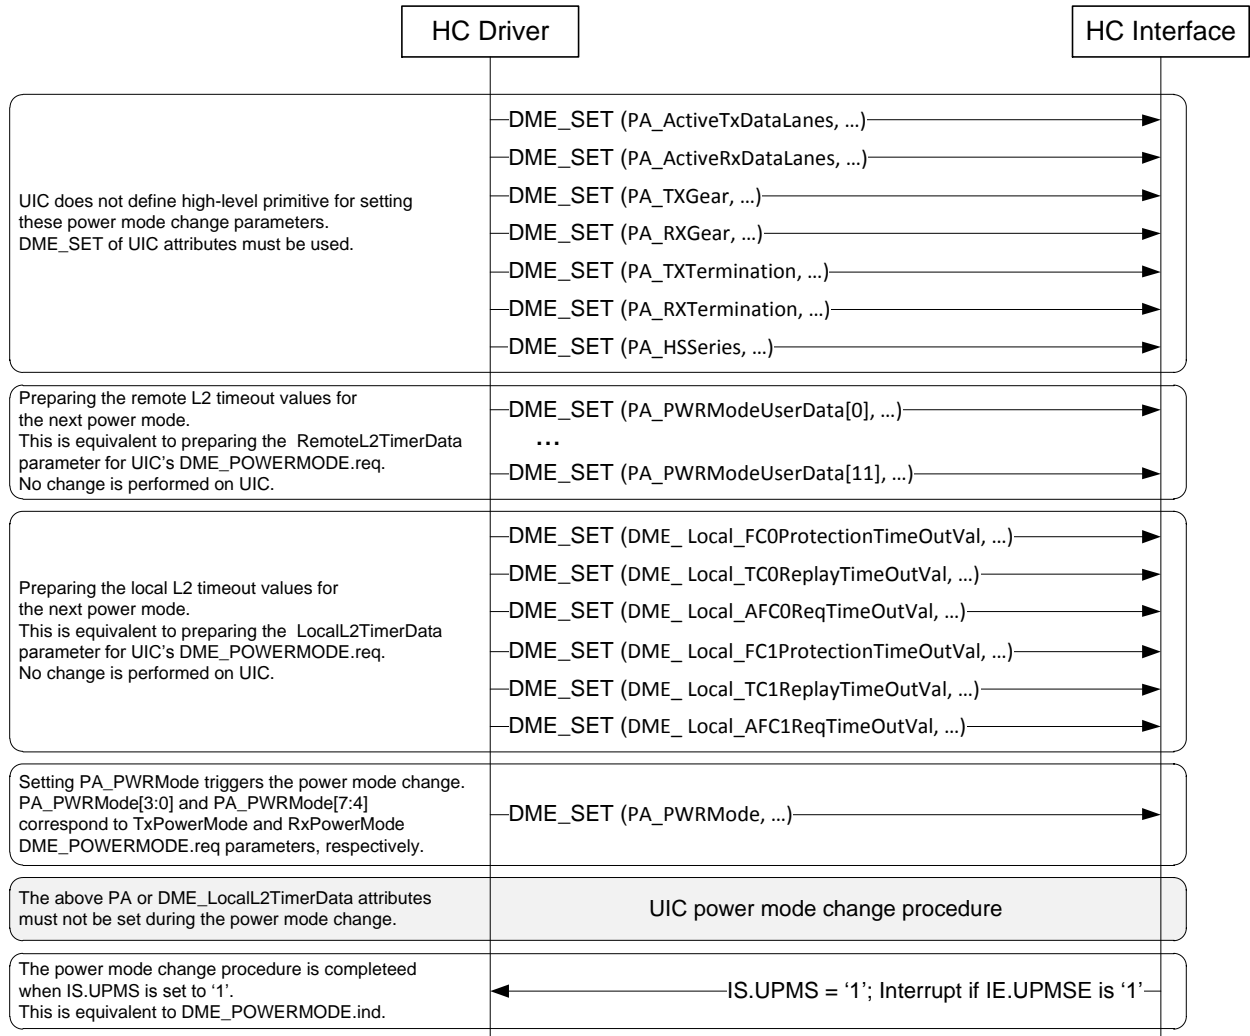 HC Driver
HC Interface
UIC does not define high-level primitive for setting
these power mode change parameters.
DME_SET of UIC attributes must be used.
DME_SET (PA_ActiveTxDataLanes, …)
DME_SET (PA_ActiveRxDataLanes, …)
DME_SET (PA_TXGear, …)
DME_SET (PA_RXGear, …)
DME_SET (PA_TXTermination, …)
DME_SET (PA_RXTermination, …)
DME_SET (PA_HSSeries, …)
Preparing the remote L2 timeout values for
the next power mode.
This is equivalent to preparing the  RemoteL2TimerData
parameter for UIC’s DME_POWERMODE.req.
No change is performed on UIC.
DME_SET (PA_PWRModeUserData[0], …)
…
DME_SET (PA_PWRModeUserData[11], …)
Preparing the local L2 timeout values for
the next power mode.
This is equivalent to preparing the  LocalL2TimerData
parameter for UIC’s DME_POWERMODE.req.
No change is performed on UIC.
DME_SET (DME_ Local_FC0ProtectionTimeOutVal, …)
DME_SET (DME_ Local_TC0ReplayTimeOutVal, …)
DME_SET (DME_ Local_AFC0ReqTimeOutVal, …)
DME_SET (DME_ Local_FC1ProtectionTimeOutVal, …)
DME_SET (DME_ Local_TC1ReplayTimeOutVal, …)
DME_SET (DME_ Local_AFC1ReqTimeOutVal, …)
Setting PA_PWRMode triggers the power mode change.
PA_PWRMode[3:0] and PA_PWRMode[7:4]
correspond to TxPowerMode and RxPowerMode
DME_POWERMODE.req parameters, respectively.
DME_SET (PA_PWRMode, …)
The above PA or DME_LocalL2TimerData attributes
must not be set during the power mode change.
UIC power mode change procedure
The power mode change procedure is completeed
when IS.UPMS is set to ‘1’.
This is equivalent to DME_POWERMODE.ind.
IS.UPMS = ‘1’; Interrupt if IE.UPMSE is ‘1’